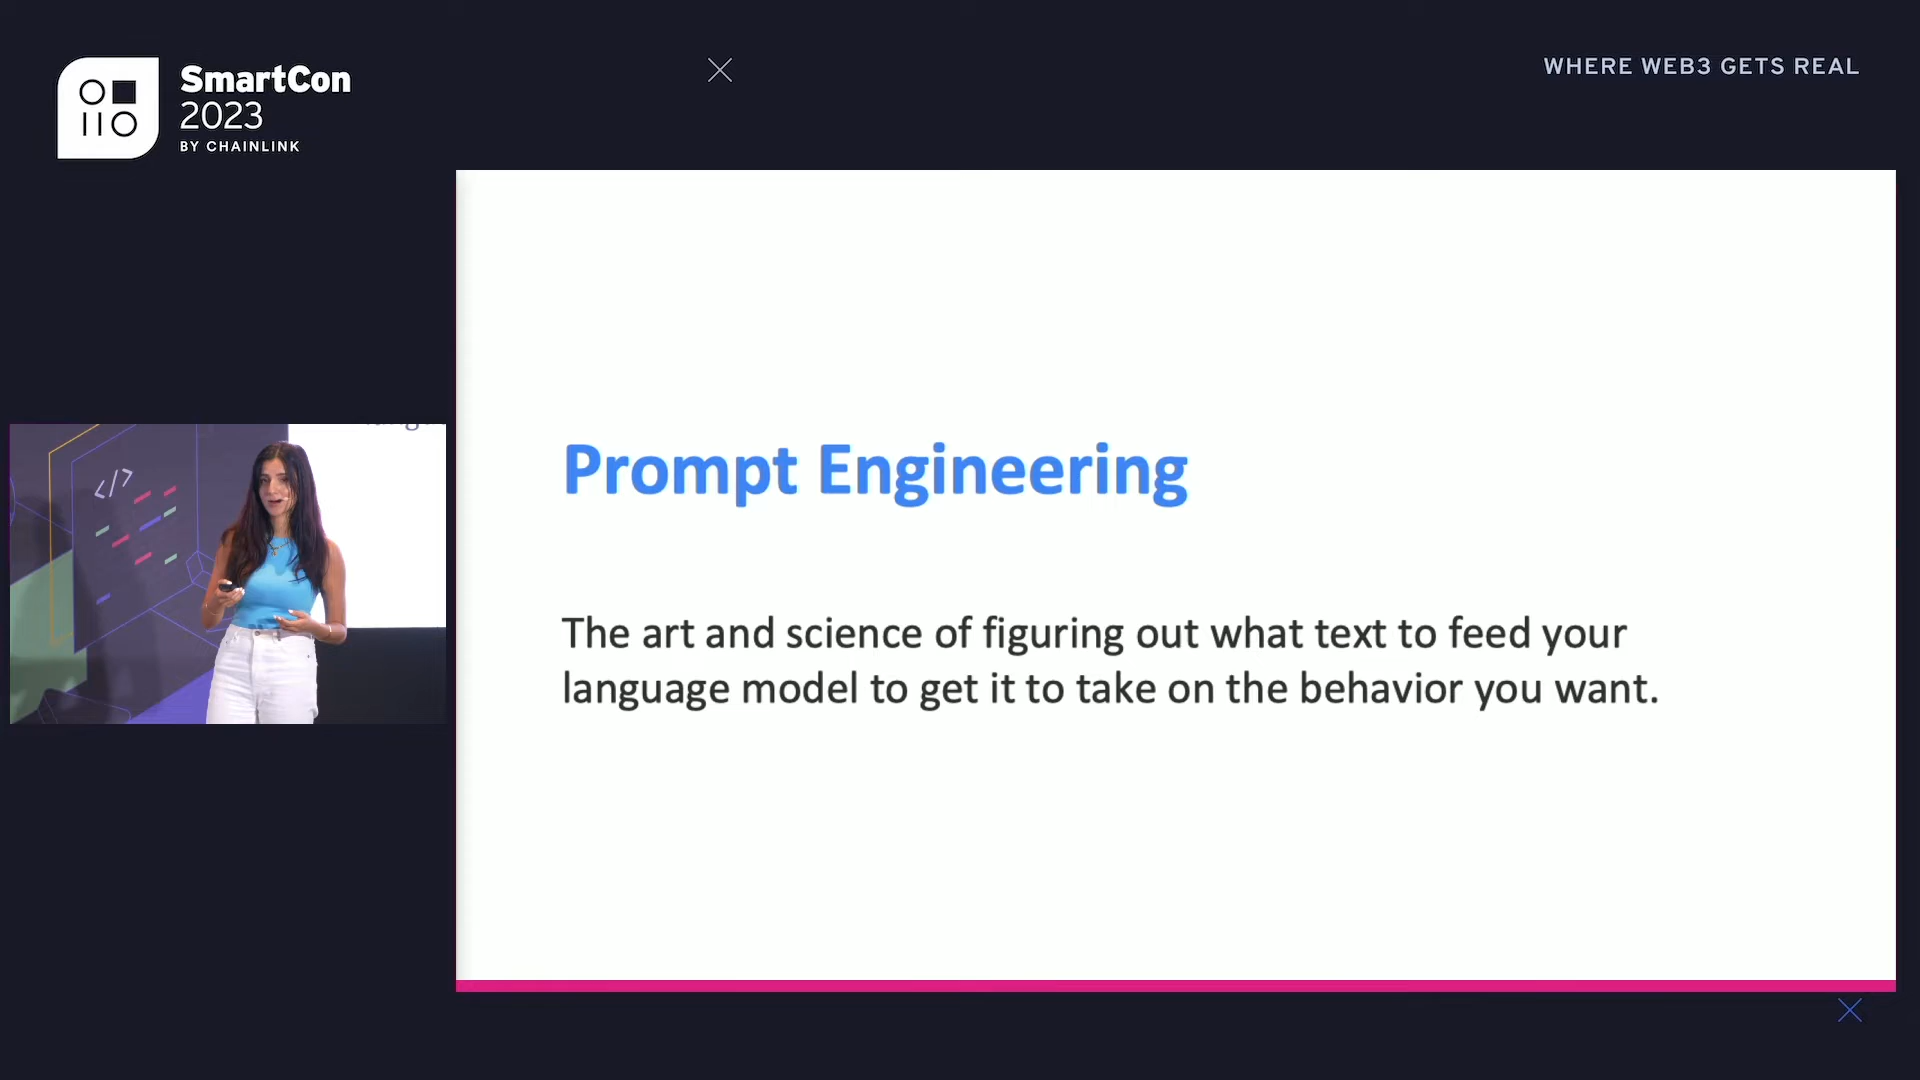 SmartCon
2023
BY CHAINLINK
WHERE WEB3 GETS REAL
</>
Prompt Engineering
The art and science of figuring out what text to feed your
language model to get it to take on the behavior you want.